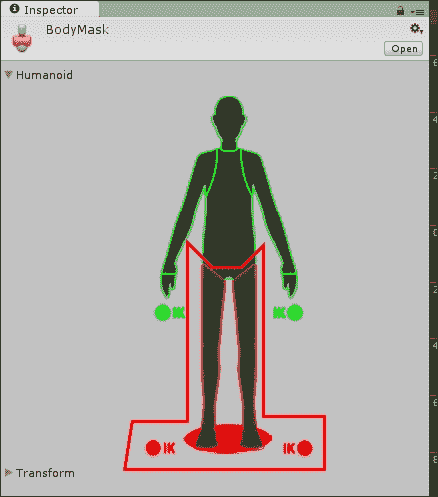 Inspector
BodyMask
Open
Humanoid
IK IK
IK IK
Transform